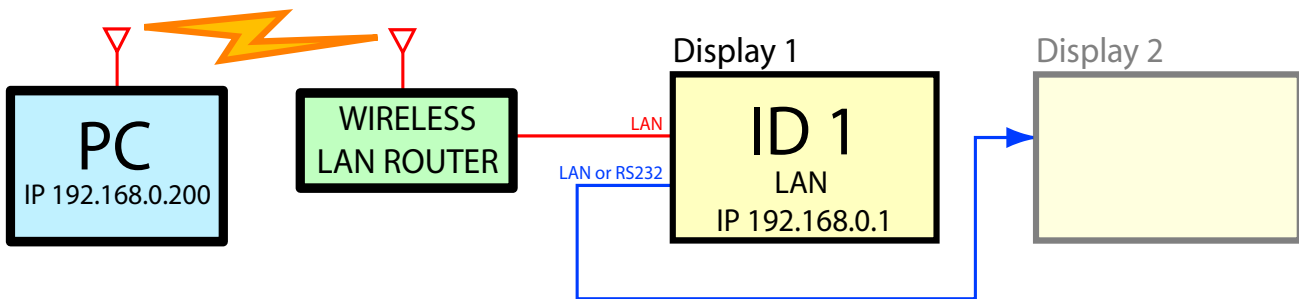 Display 1
Display 2
PC
IP 192.168.0.200
WIRELESS
LAN ROUTER
LAN
LAN or RS232
ID 1
LAN
IP 192.168.0.1